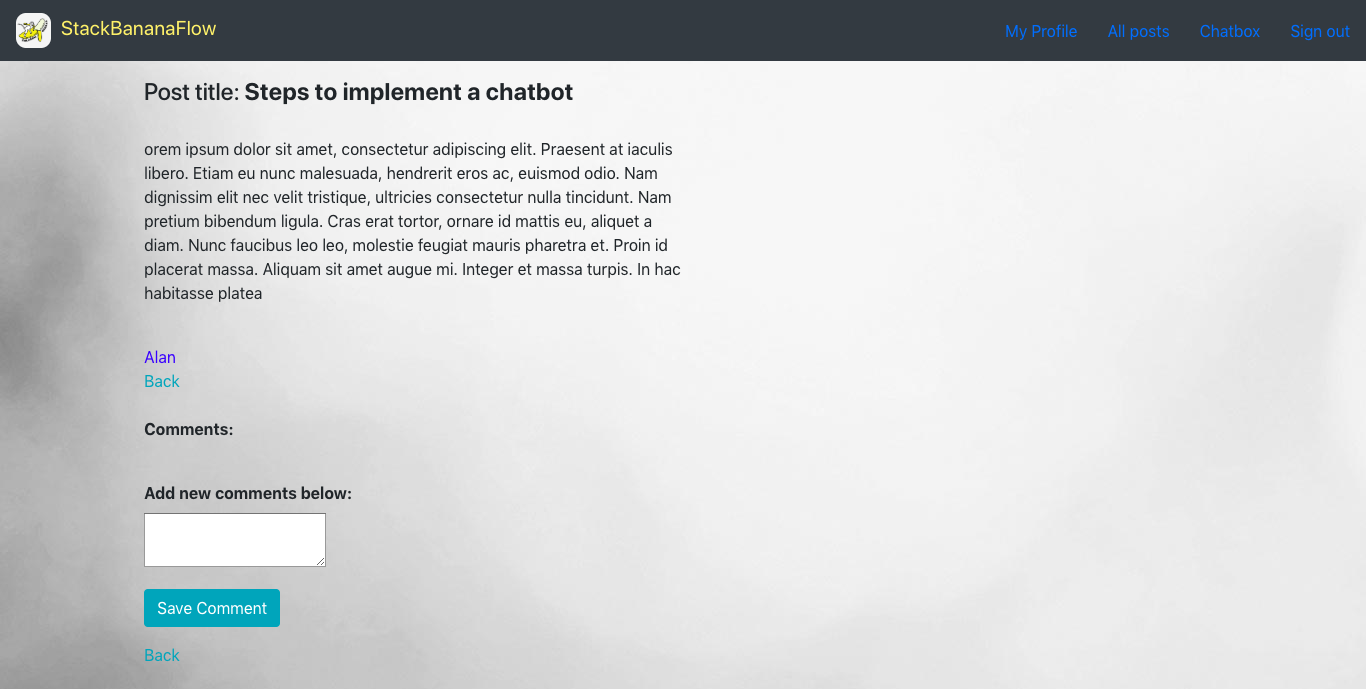 StackBananaFlow
My Profile All posts Chatbox Sign out
Post title: Steps to implement a chatbot
orem ipsum dolor sit amet, consectetur adipiscing elit. Praesent at iaculis
libero. Etiam eu nunc malesuada, hendrerit eros ac, euismod odio. Nam
dignissim elit nec velit tristique, ultricies consectetur nulla tincidunt. Nam
pretium bibendum ligula. Cras erat tortor, ornare id mattis eu, aliquet a
diam. Nunc faucibus leo leo, molestie feugiat mauris pharetra et. Proin id
placerat massa. Aliquam sit amet augue mi. Integer et massa turpis. In hac
habitasse platea
Alan
Back
Comments:
Add new comments below:
Save Comment
Back